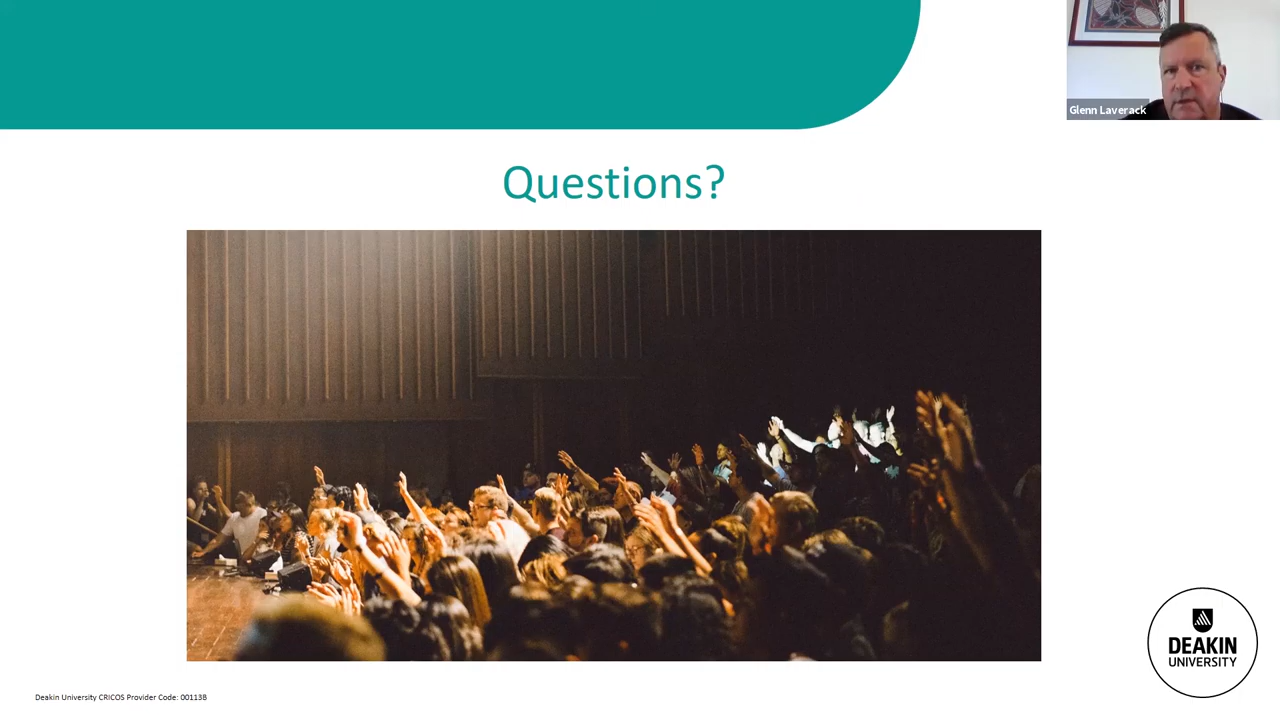 Glenn Laverack
Questions?
DEAKIN
UNIVERSITY
Deakin University CRICOS Provider Code: 00113B